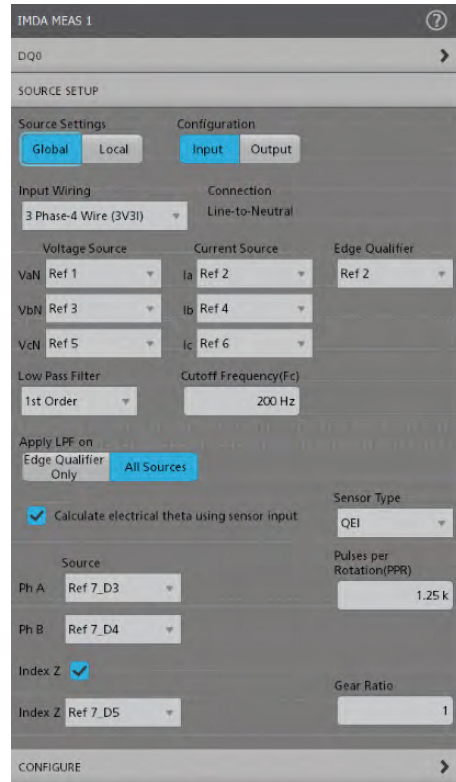 IMDA MEAS 1 ?
DQ0
SOURCE SETUP
Source Settings Configuration
Global Local Input Output
Input Wiring Connection
3 Phase-4 Wire (3V3I) Line-to-Neutral
Voltage Source Current Source Edge Qualifier
VaN Ref 1 Ia Ref 2 Ref 2
VbN Ref 3 Ib Ref 4
VcN Ref 5 Ic Ref 6
Low Pass Filter Cutoff Frequency(Fc)
1st Order 200 Hz
Apply LPF on
Edge Qualifier
Only
All Sources
Sensor Type
Calculate electrical theta using sensor input QEI
Source
Pulses per
Rotation(PPR)
Ph A Ref 7_D3 1.25 k
Ph B Ref 7_D4
Index Z
Gear Ratio
Index Z Ref 7_D5 1
CONFIGURE